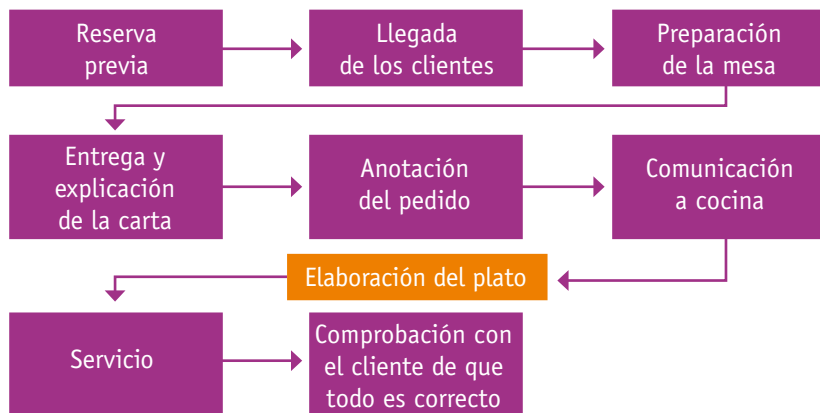 Reserva
previa
Llegada
de los clientes
Preparación
de la mesa
Entrega y
explicación
de la carta
Anotación
del pedido
Comunicación
a cocina
Elaboración del plato
Servicio
Comprobación con
el cliente de que
todo es correcto